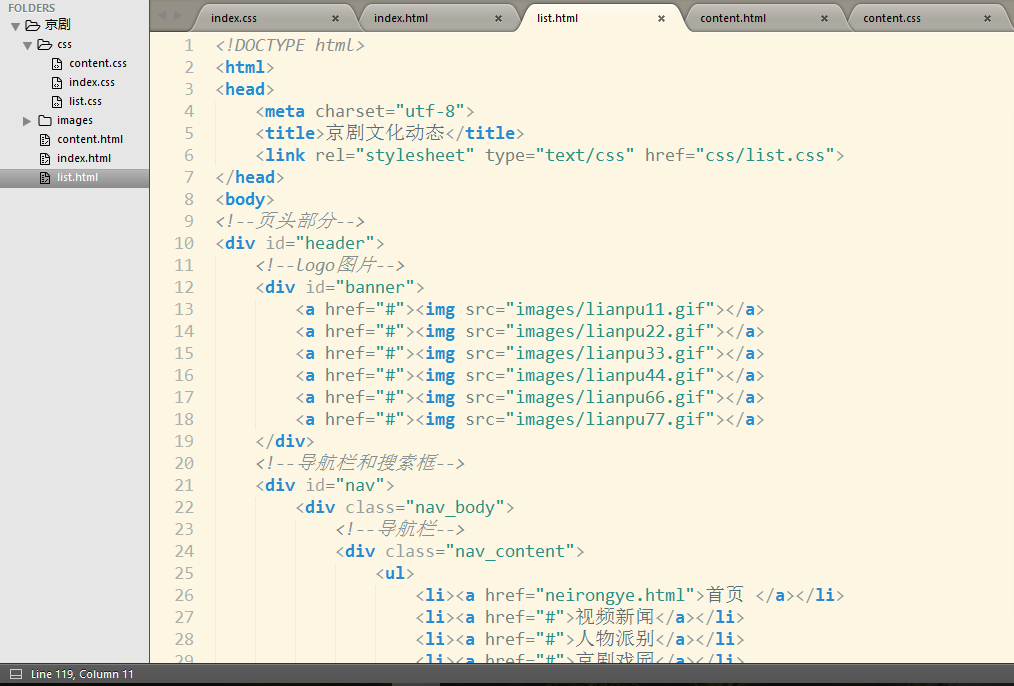 FOLDERS
京剧
css
content.css
index.css
list.css
images
content.html
index.html
list.html
index.css × index.html × list.html × content.html × content.css ×
1 <!DOCTYPE html>
2 <html>
3 <head>
4 <meta charset="utf-8">
5 <title>京剧文化动态</title>
6 <link rel="stylesheet" type="text/css" href="css/list.css">
7 </head>
8 <body>
9 <!--页头部分-->
10 <div id="header">
11 <!--logo图片-->
12 <div id="banner">
13 <a href="#"><img src="images/lianpu11.gif"></a>
14 <a href="#"><img src="images/lianpu22.gif"></a>
15 <a href="#"><img src="images/lianpu33.gif"></a>
16 <a href="#"><img src="images/lianpu44.gif"></a>
17 <a href="#"><img src="images/lianpu66.gif"></a>
18 <a href="#"><img src="images/lianpu77.gif"></a>
19 </div>
20 <!--导航栏和搜索框-->
21 <div id="nav">
22 <div class="nav_body">
23 <!--导航栏-->
24 <div class="nav_content">
25 <ul>
26 <li><a href="neirongye.html">首页 </a></li>
27 <li><a href="#">视频新闻</a></li>
28 <li><a href="#">人物派别</a></li>
29 <li><a href="#">京剧戏园</a></li>
Line 119, Column 11